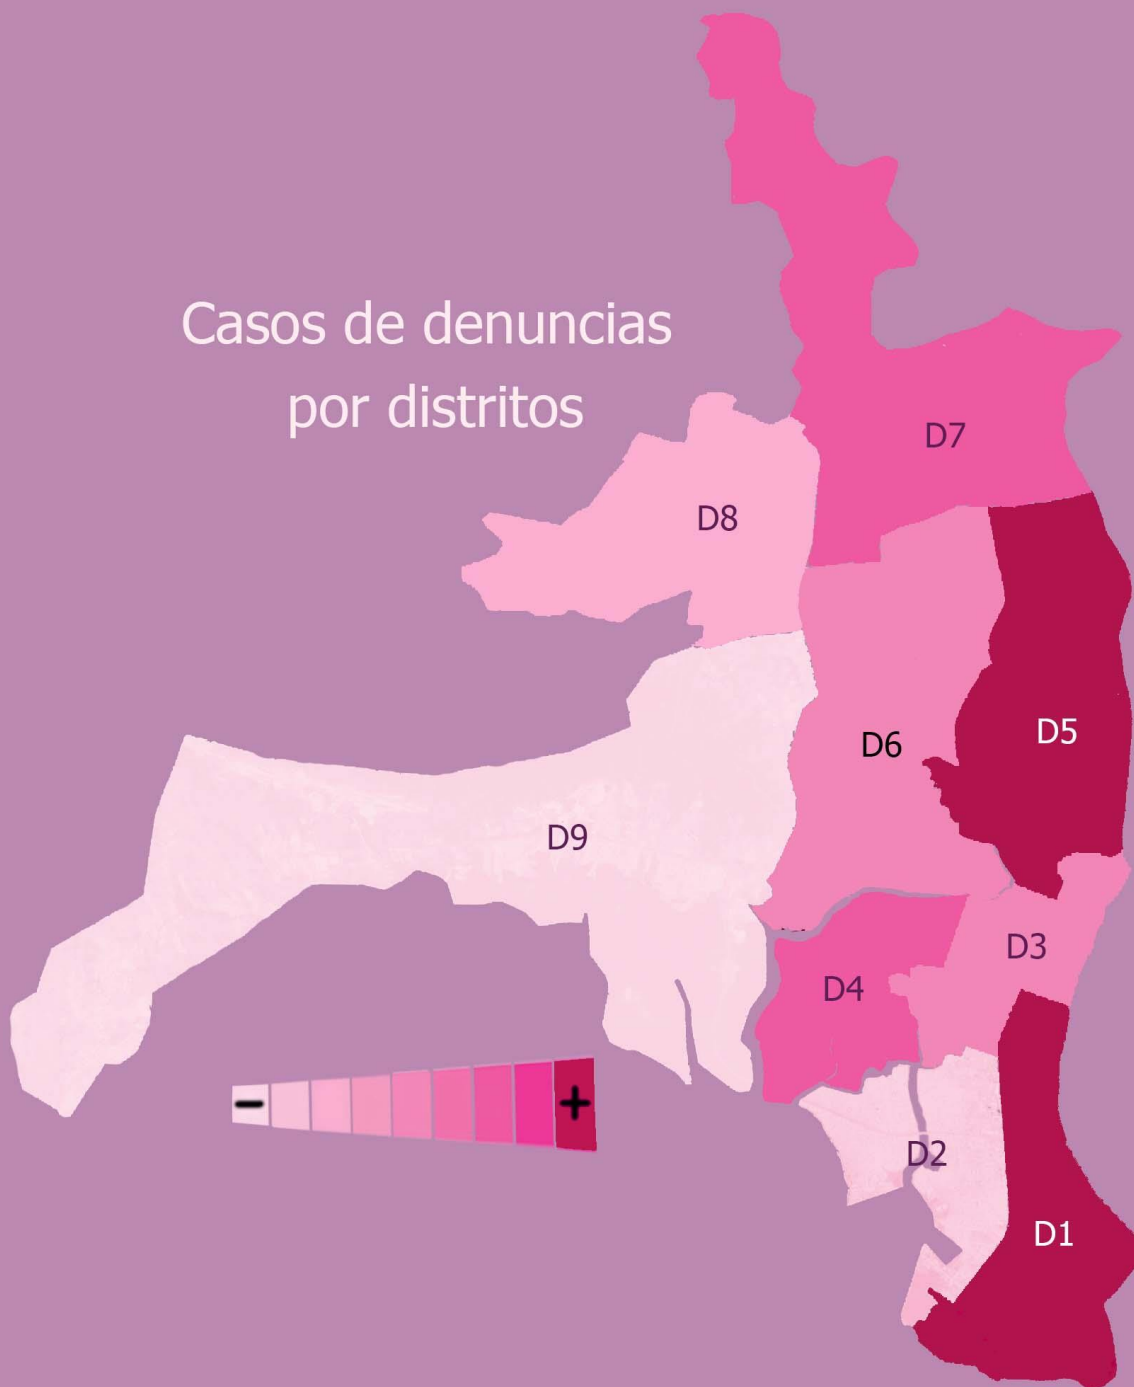 Casos de denuncias
por distritos
D7
D8
D5
D6
D9
D3
D4
D2
D1
- +